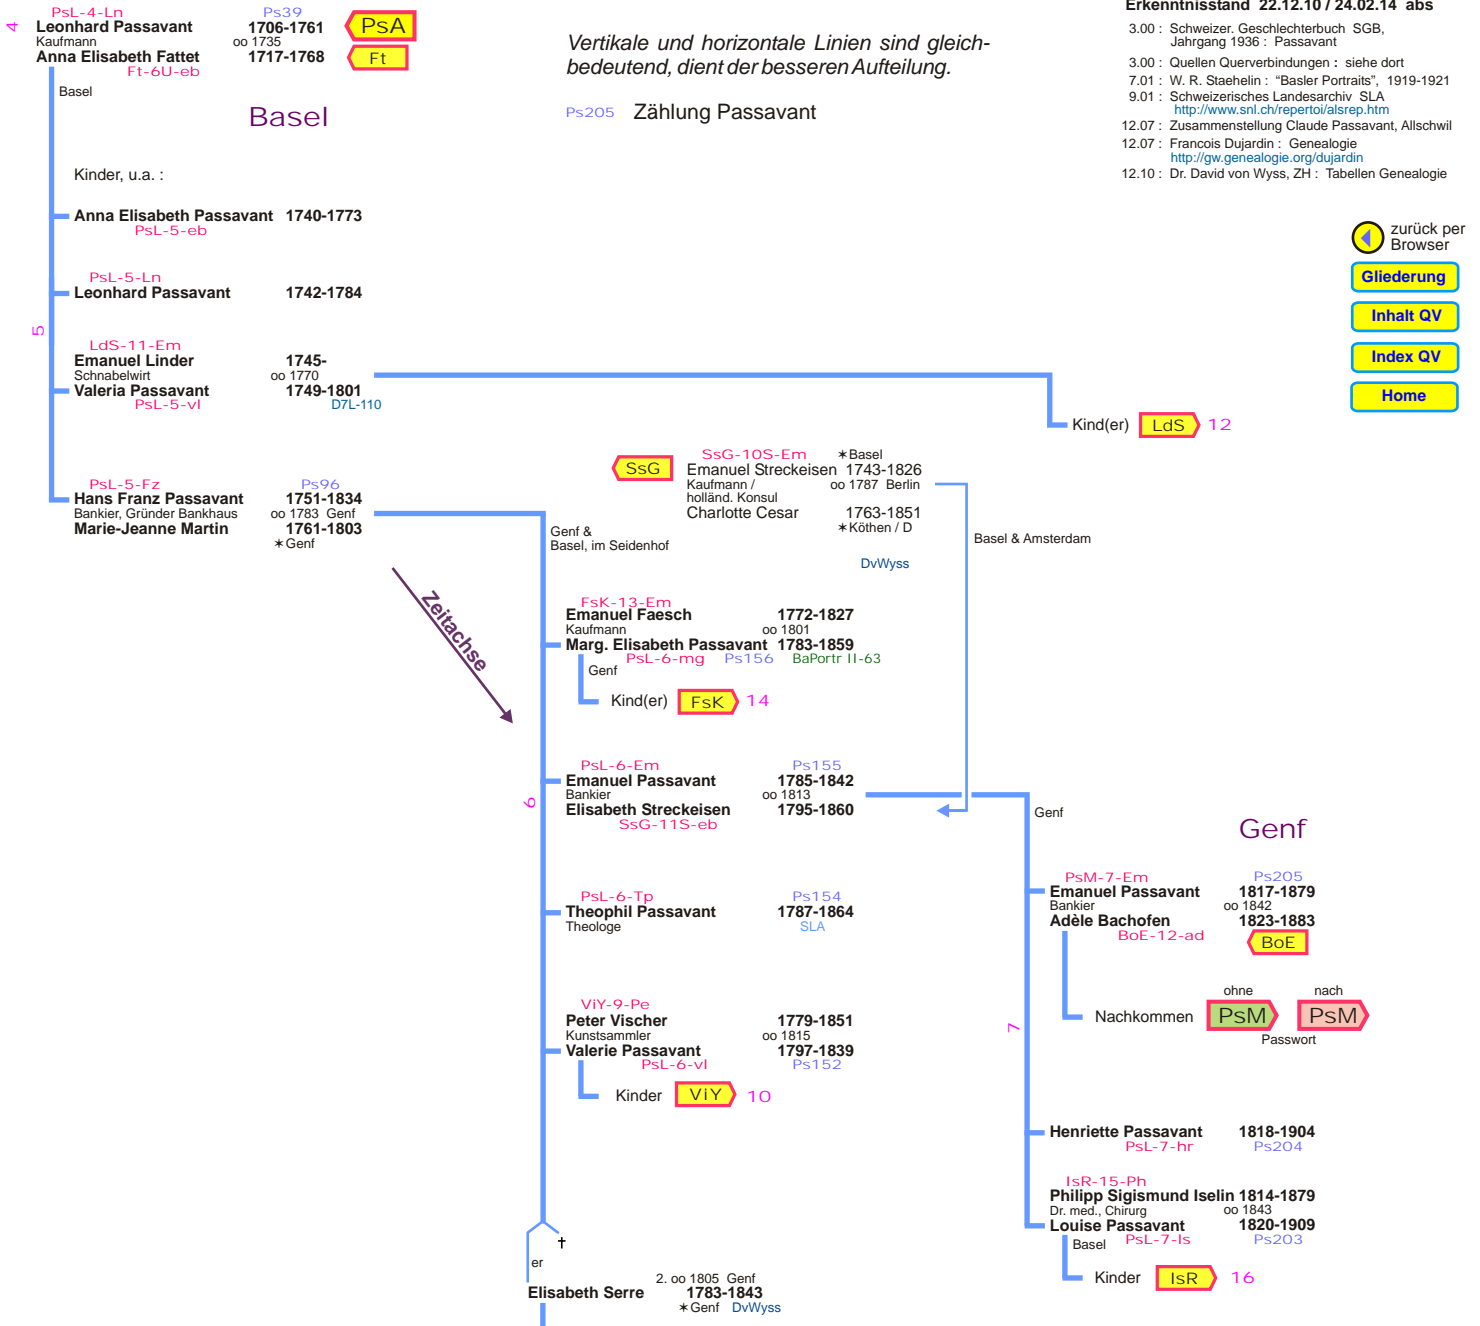 4
PsL-4-Ln Ps39
Leonhard Passavant 1706-1761 PsA
Kaufmann oo 1735
Anna Elisabeth Fattet 1717-1768 Ft
Ft-6U-eb
Basel
Basel
Kinder, u.a. :
Anna Elisabeth Passavant 1740-1773
PsL-5-eb
PsL-5-Ln
Leonhard Passavant 1742-1784
5
LdS-11-Em
Emanuel Linder 1745-
Schnabelwirt oo 1770
Valeria Passavant 1749-1801
PsL-5-vl D7L-110
Kind(er) LdS 12
PsL-5-Fz Ps96
Hans Franz Passavant 1751-1834
Bankier, Gründer Bankhaus oo 1783 Genf
Marie-Jeanne Martin 1761-1803
✶Genf
Vertikale und horizontale Linien sind gleich-
bedeutend, dient der besseren Aufteilung.
Ps205 Zählung Passavant
Erkenntnisstand 22.12.10 / 24.02.14 abs
3.00 : Schweizer. Geschlechterbuch SGB,
Jahrgang 1936 : Passavant
3.00 : Quellen Querverbindungen : siehe dort
7.01 : W. R. Staehelin : “Basler Portraits”, 1919-1921
9.01 : Schweizerisches Landesarchiv SLA
http://www.snl.ch/repertoi/alsrep.htm
12.07 : Zusammenstellung Claude Passavant, Allschwil
12.07 : Francois Dujardin : Genealogie
http://gw.genealogie.org/dujardin
12.10 : Dr. David von Wyss, ZH : Tabellen Genealogie
zurück per
Browser
Gliederung
Inhalt QV
Index QV
Home
SsG-10S-Em ✶Basel
SsG Emanuel Streckeisen 1743-1826
Kaufmann / oo 1787 Berlin
holländ. Konsul
Charlotte Cesar 1763-1851
✶Köthen / D
DvWyss
Basel & Amsterdam
Genf &
Basel, im Seidenhof
Zeitachse
FsK-13-Em
Emanuel Faesch 1772-1827
Kaufmann oo 1801
Marg. Elisabeth Passavant 1783-1859
PsL-6-mg Ps156 BaPortr II-63
Genf
Kind(er) FsK 14
6
PsL-6-Em Ps155
Emanuel Passavant 1785-1842
Bankier oo 1813
Elisabeth Streckeisen 1795-1860
SsG-11S-eb
PsL-6-Tp Ps154
Theophil Passavant 1787-1864
Theologe SLA
ViY-9-Pe
Peter Vischer 1779-1851
Kunstsammler oo 1815
Valerie Passavant 1797-1839
PsL-6-vl Ps152
Kinder ViY 10
✝
er
2. oo 1805 Genf
Elisabeth Serre 1783-1843
✶Genf DvWyss
Genf
Genf
PsM-7-Em Ps205
Emanuel Passavant 1817-1879
Bankier oo 1842
Adèle Bachofen 1823-1883
BoE-12-ad BoE
ohne nach
Nachkommen PsM PsM
Passwort
7
Henriette Passavant 1818-1904
PsL-7-hr Ps204
IsR-15-Ph
Philipp Sigismund Iselin 1814-1879
Dr. med., Chirurg oo 1843
Louise Passavant 1820-1909
Basel PsL-7-ls Ps203
Kinder IsR 16